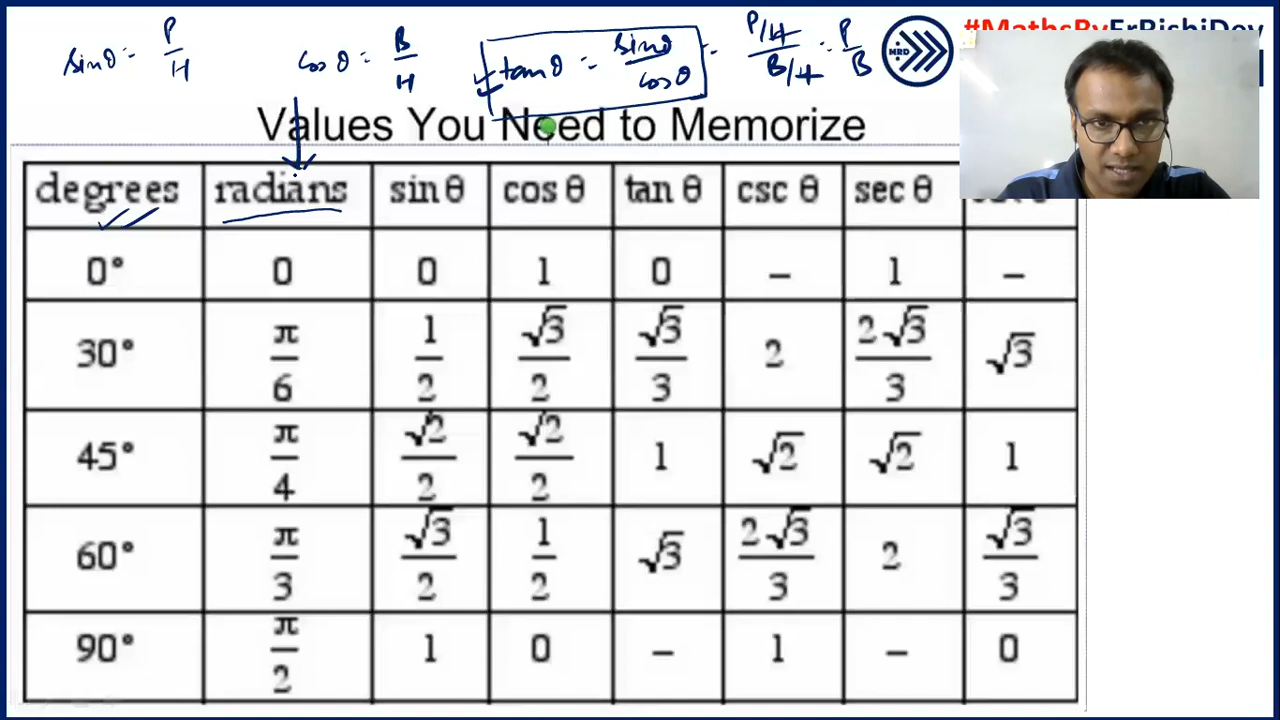 #MathsByErRishiDev
sinθ = P/H cos θ = B/H tanθ = sinθ/cosθ = P/H / B/H = P/B
MRD
Values You Need to Memorize
degrees radians sin θ cos θ tan θ csc θ sec θ
0° 0 0 1 0 – 1 –
30° π/6 1/2 √3/2 √3/3 2 2√3/3 √3
45° π/4 √2/2 √2/2 1 √2 √2 1
60° π/3 √3/2 1/2 √3 2√3/3 2 √3/3
90° π/2 1 0 – 1 – 0